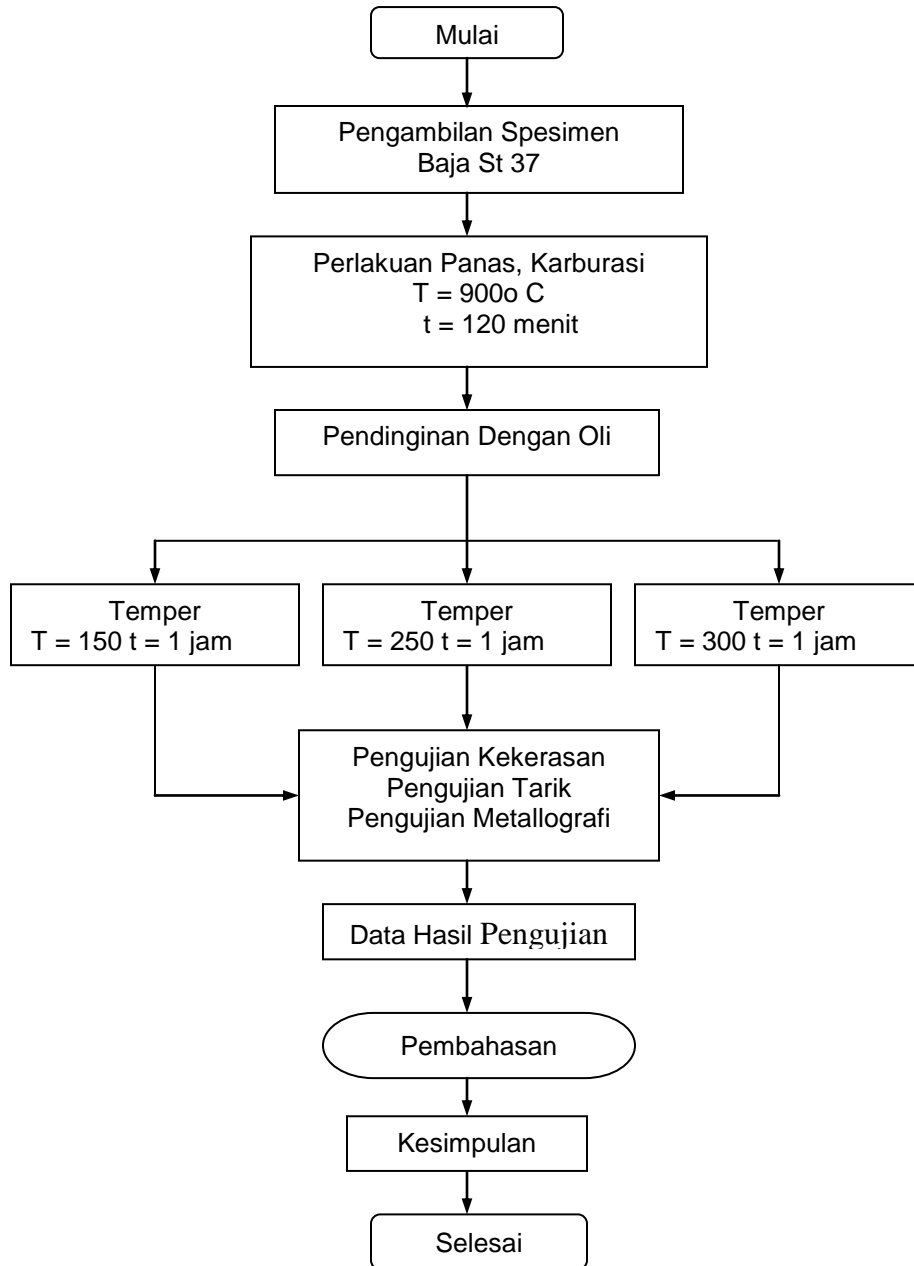 Mulai
Pengambilan Spesimen
Baja St 37
Perlakuan Panas, Karburasi
T = 900o C
t = 120 menit
Pendinginan Dengan Oli
Temper
T = 150 t = 1 jam
Temper
T = 250 t = 1 jam
Temper
T = 300 t = 1 jam
Pengujian Kekerasan
Pengujian Tarik
Pengujian Metallografi
Data Hasil Pengujian
Pembahasan
Kesimpulan
Selesai